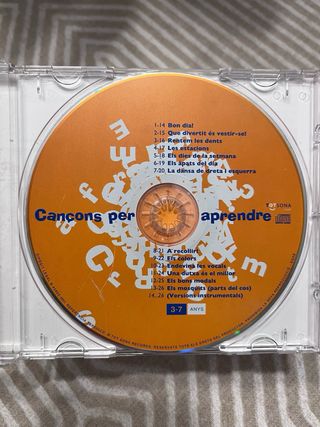 1-14 Bon dia!
2-15 Que divertit és vestir-se!
3-16 Rentem les dents
4-17 Les estacions
5-18 Els dies de la setmana
6-19 Els àpats del dia
7-20 La dansa de dreta i esquerra
TOT SONA
Cançons per aprendre
8-21 A recollir!
9-22 Els colors
10-23 Endevina les vocals
11-24 Una dutxa és el millor
12-25 Els bons modals
13-26 Els mosquits (parts del cos)
14..26 (Versions instrumentals)
3-7 ANYS